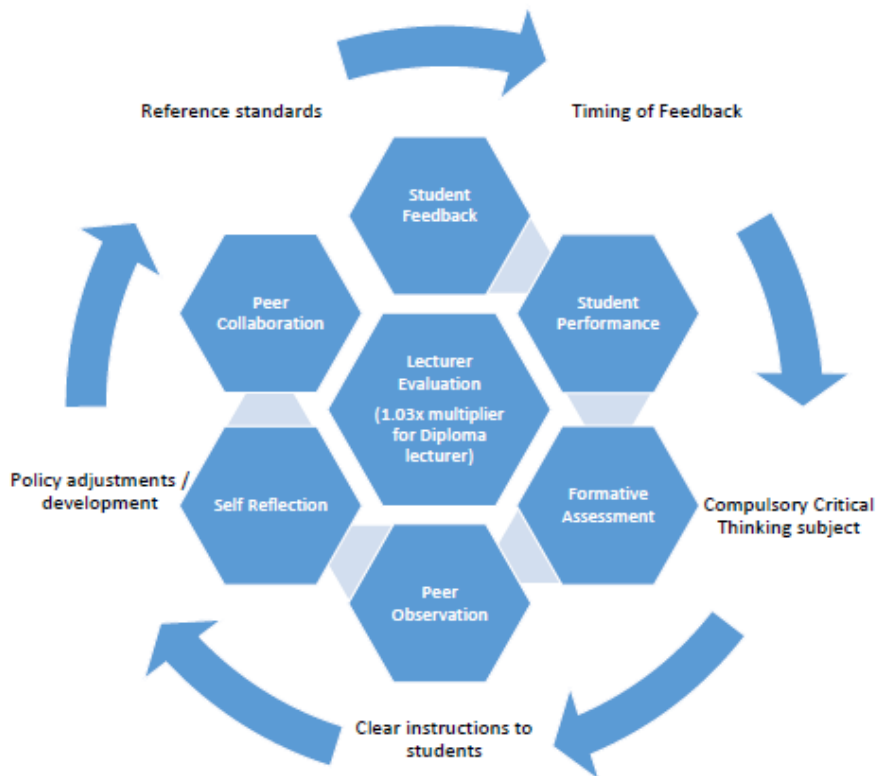 Reference standards
Timing of Feedback
Student
Feedback
Peer
Collaboration
Student
Performance
Lecturer
Evaluation
(1.03x multiplier
for Diploma
lecturer)
Policy adjustments /
development
Self Reflection
Formative
Assessment
Compulsory Critical
Thinking subject
Peer
Observation
Clear instructions to
students